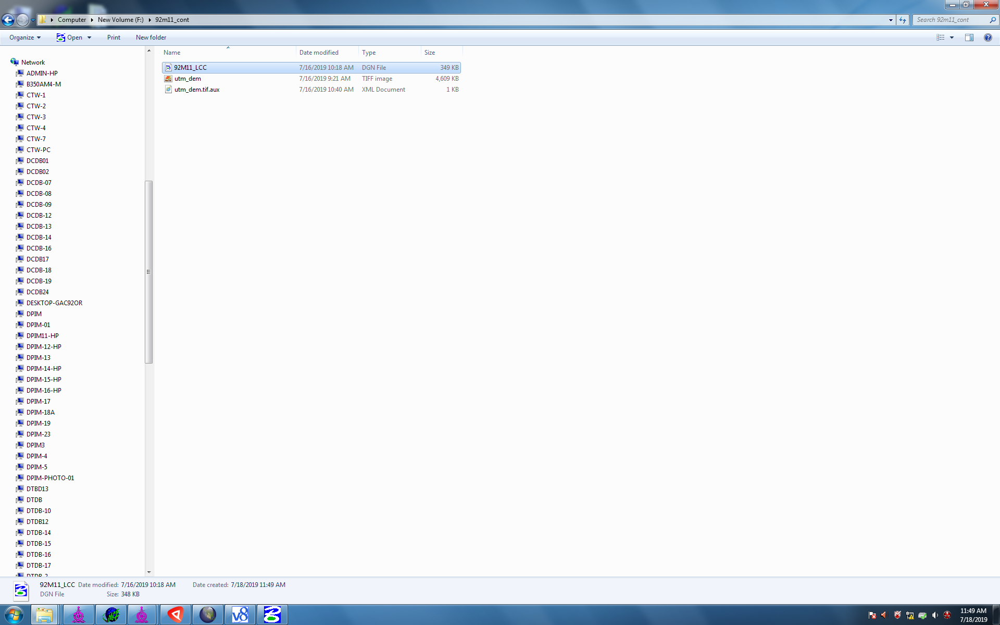 Computer New Volume (F:) 92m11_cont Search 92m11_cont
Organize Open Print New folder
Name Date modified Type Size
92M11_LCC 7/16/2019 10:18 AM DGN File 349 KB
utm_dem 7/16/2019 9:21 AM TIFF image 4,609 KB
utm_dem.tif.aux 7/16/2019 10:40 AM XML Document 1 KB
Network
ADMIN-HP
B350AM4-M
CTW-1
CTW-2
CTW-3
CTW-4
CTW-7
CTW-PC
DCDB01
DCDB02
DCDB-07
DCDB-08
DCDB-09
DCDB-12
DCDB-13
DCDB-14
DCDB-16
DCDB17
DCDB-18
DCDB-19
DCDB24
DESKTOP-GAC92OR
DPIM
DPIM-01
DPIM11-HP
DPIM-12-HP
DPIM-13
DPIM-14-HP
DPIM-15-HP
DPIM-16-HP
DPIM-17
DPIM-18A
DPIM-19
DPIM-23
DPIM3
DPIM-4
DPIM-5
DPIM-PHOTO-01
DTBD13
DTDB
DTDB-10
DTDB12
DTDB-14
DTDB-15
DTDB-16
DTDB-17
DTDB-2
92M11_LCC Date modified: 7/16/2019 10:18 AM Date created: 7/18/2019 11:49 AM
DGN File Size: 348 KB
v8
11:49 AM
7/18/2019